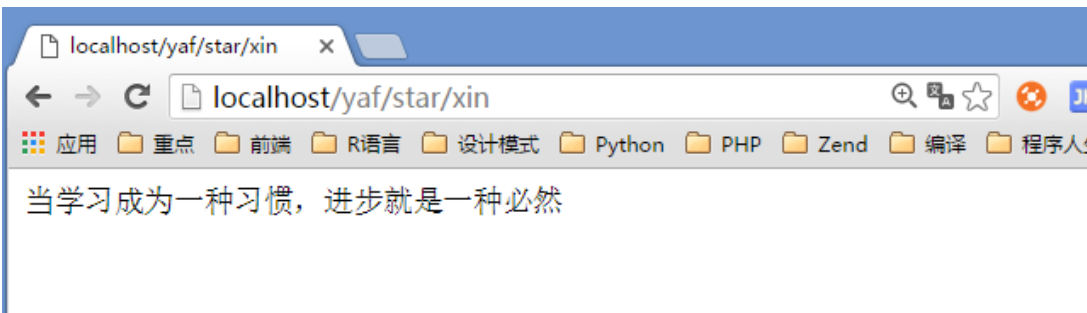 localhost/yaf/star/xin
localhost/yaf/star/xin
应用 重点 前端 R语言 设计模式 Python PHP Zend 编译 程序人
当学习成为一种习惯，进步就是一种必然